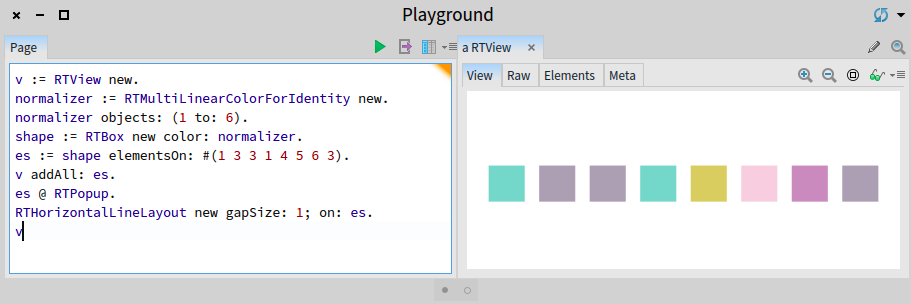 Playground
Page
v := RTView new.
normalizer := RTMultiLinearColorForIdentity new.
normalizer objects: (1 to: 6).
shape := RTBox new color: normalizer.
es := shape elementsOn: #(1 3 3 1 4 5 6 3).
v addAll: es.
es @ RTPopup.
RTHorizontalLineLayout new gapSize: 1; on: es.
v
a RTView
View Raw Elements Meta